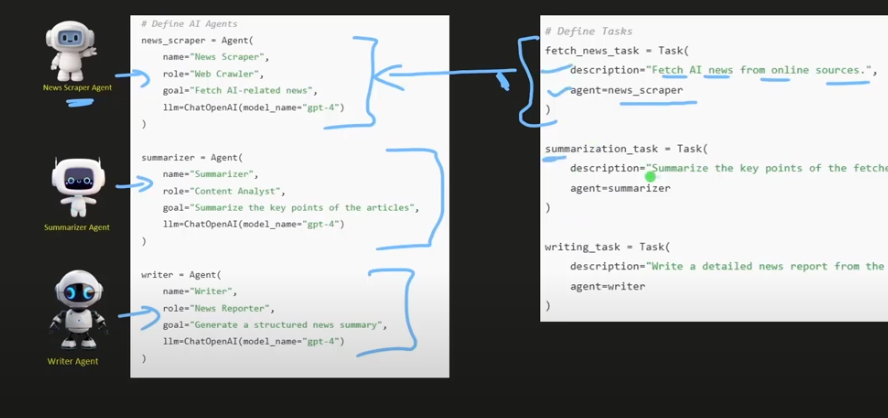 News Scraper Agent
Summarizer Agent
Writer Agent
# Define AI Agents
news_scraper = Agent(
    name="News Scraper",
    role="Web Crawler",
    goal="Fetch AI-related news",
    llm=ChatOpenAI(model_name="gpt-4")
)
summarizer = Agent(
    name="Summarizer",
    role="Content Analyst",
    goal="Summarize the key points of the articles",
    llm=ChatOpenAI(model_name="gpt-4")
)
writer = Agent(
    name="Writer",
    role="News Reporter",
    goal="Generate a structured news summary",
    llm=ChatOpenAI(model_name="gpt-4")
)
# Define Tasks
fetch_news_task = Task(
    description="Fetch AI news from online sources.",
    agent=news_scraper
)
summarization_task = Task(
    description="Summarize the key points of the fetche
    agent=summarizer
)
writing_task = Task(
    description="Write a detailed news report from the
    agent=writer
)